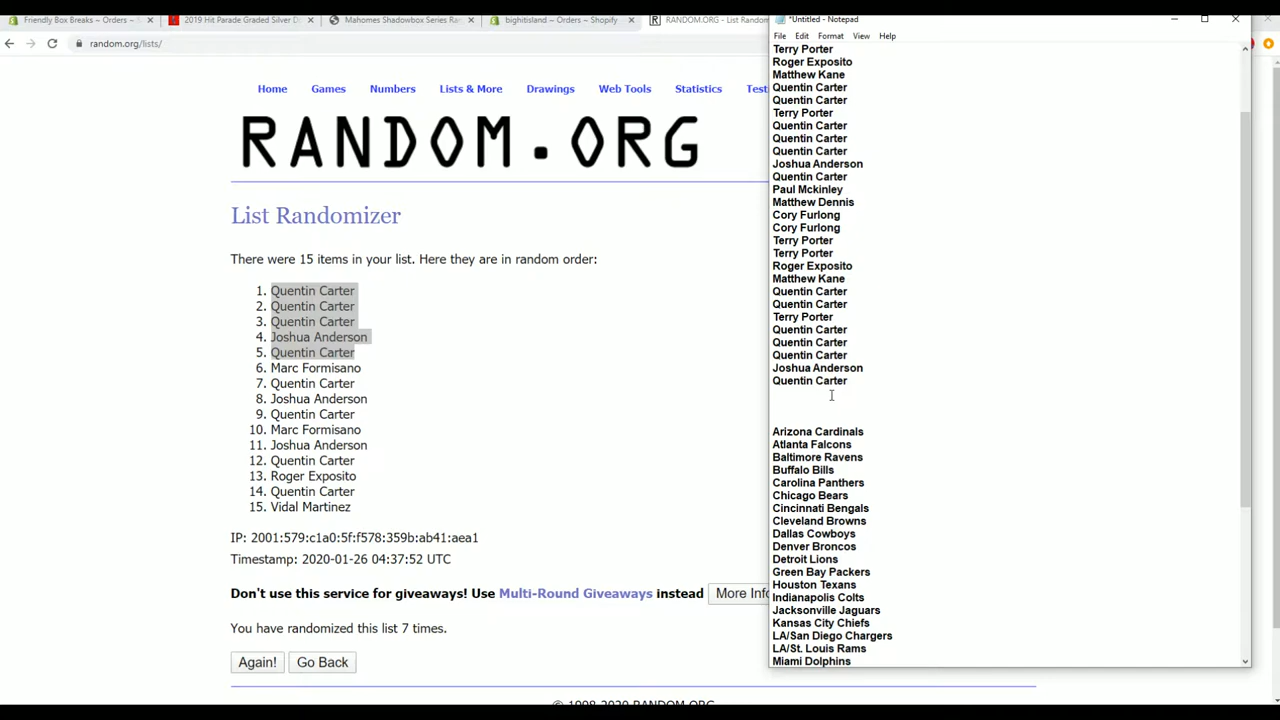 Friendly Box Breaks ~ Orders ~ S
2019 Hit Parade Graded Silver D
Mahomes Shadowbox Series Ra
bighitisland ~ Orders ~ Shopify
RANDOM.ORG - List Random
random.org/lists/
Home
Games
Numbers
Lists & More
Drawings
Web Tools
Statistics
Test
RANDOM.ORG
List Randomizer
There were 15 items in your list. Here they are in random order:
1. Quentin Carter
2. Quentin Carter
3. Quentin Carter
4. Joshua Anderson
5. Quentin Carter
6. Marc Formisano
7. Quentin Carter
8. Joshua Anderson
9. Quentin Carter
10. Marc Formisano
11. Joshua Anderson
12. Quentin Carter
13. Roger Exposito
14. Quentin Carter
15. Vidal Martinez
IP: 2001:579:c1a0:5f:f578:359b:ab41:aea1
Timestamp: 2020-01-26 04:37:52 UTC
Don't use this service for giveaways! Use Multi-Round Giveaways instead
More Info
You have randomized this list 7 times.
Again!
Go Back
*Untitled - Notepad
File Edit Format View Help
Terry Porter
Roger Exposito
Matthew Kane
Quentin Carter
Quentin Carter
Terry Porter
Quentin Carter
Quentin Carter
Quentin Carter
Joshua Anderson
Quentin Carter
Paul Mckinley
Matthew Dennis
Cory Furlong
Cory Furlong
Terry Porter
Terry Porter
Roger Exposito
Matthew Kane
Quentin Carter
Quentin Carter
Terry Porter
Quentin Carter
Quentin Carter
Quentin Carter
Joshua Anderson
Quentin Carter
Arizona Cardinals
Atlanta Falcons
Baltimore Ravens
Buffalo Bills
Carolina Panthers
Chicago Bears
Cincinnati Bengals
Cleveland Browns
Dallas Cowboys
Denver Broncos
Detroit Lions
Green Bay Packers
Houston Texans
Indianapolis Colts
Jacksonville Jaguars
Kansas City Chiefs
LA/San Diego Chargers
LA/St. Louis Rams
Miami Dolphins